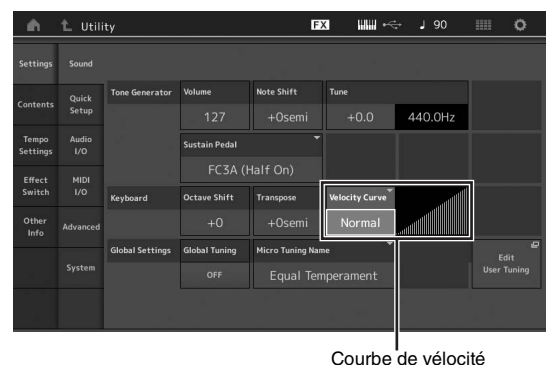 Utility
FX
90
Settings
Sound
Contents
Quick Setup
Tempo Settings
Audio I/O
Effect Switch
MIDI I/O
Other Info
Advanced
System
Tone Generator
Volume
127
Note Shift
+0semi
Tune
+0.0
440.0Hz
Sustain Pedal
FC3A (Half On)
Keyboard
Octave Shift
+0
Transpose
+0semi
Velocity Curve
Normal
Global Settings
Global Tuning
OFF
Micro Tuning Name
Equal Temperament
Edit
User Tuning
Courbe de vélocité